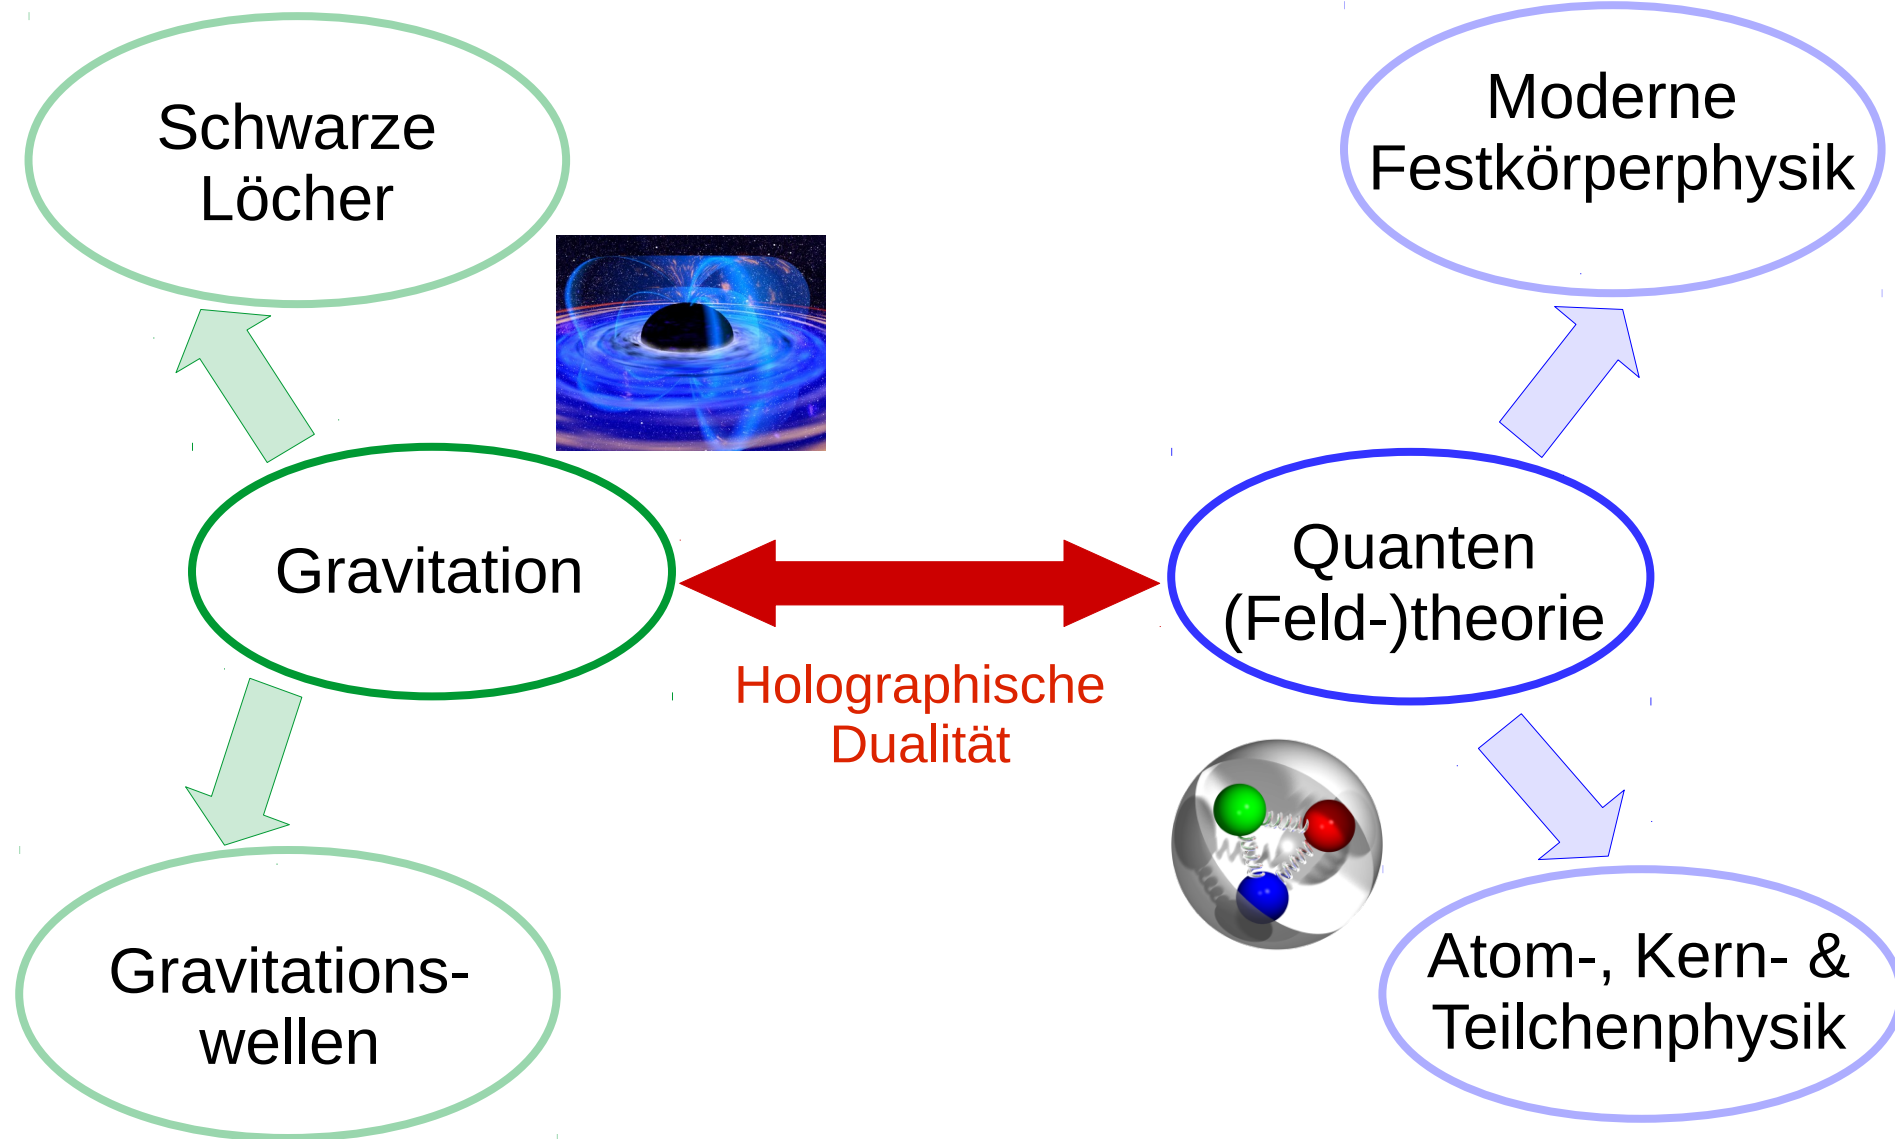 Schwarze
Löcher
Moderne
Festkörperphysik
Gravitation
Quanten
(Feld-)theorie
Holographische
Dualität
Gravitations-
wellen
Atom-, Kern- &
Teilchenphysik